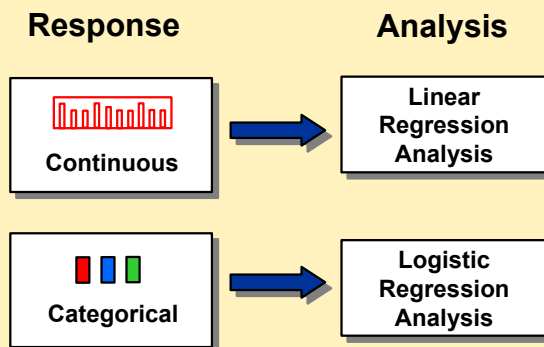 Response
Analysis
Continuous
Linear
Regression
Analysis
Categorical
Logistic
Regression
Analysis